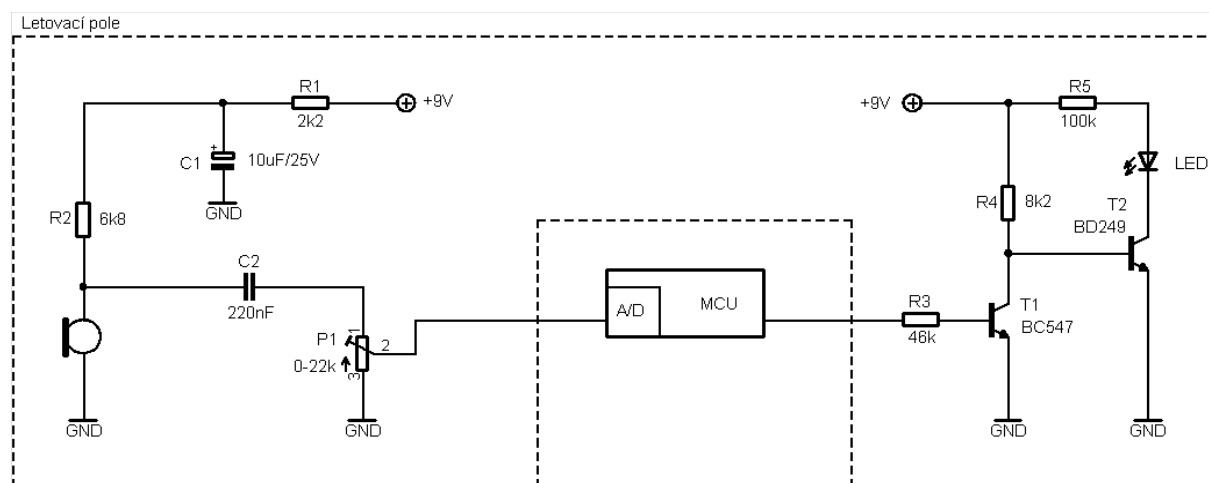 Letovací pole
R1
2k2
+9V
C1
+
10uF/25V
GND
R2
6k8
C2
220nF
P1
0-22k
1
2
3
GND
GND
A/D
MCU
+9V
R5
100k
LED
R4
8k2
T2
BD249
R3
46k
T1
BC547
GND
GND